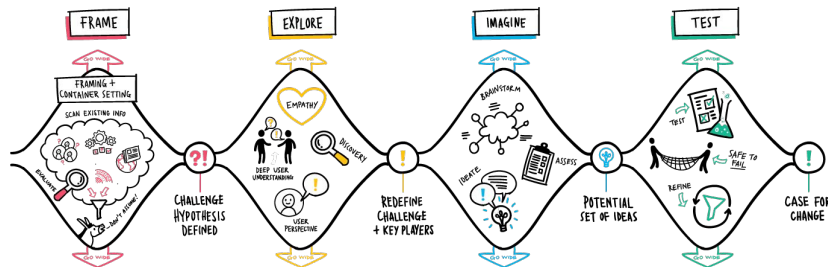 FRAME
EXPLORE
IMAGINE
TEST
GO WIDE
GO WIDE
GO WIDE
GO WIDE
FRAMING +
CONTAINER SETTING
SCAN EXISTING INFO
EVALUATE
DON'T ASSUME!
?!
CHALLENGE
HYPOTHESIS
DEFINED
EMPATHY
?
!
DISCOVERY
DEEP USER
UNDERSTANDING
!
USER
PERSPECTIVE
!
REDEFINE
CHALLENGE
+ KEY PLAYERS
BRAINSTORM
ASSESS
IDEATE
!
POTENTIAL
SET OF IDEAS
TEST
SAFE TO
FAIL
REFINE
!
CASE FOR
CHANGE
GO WIDE
GO WIDE
GO WIDE
GO WIDE